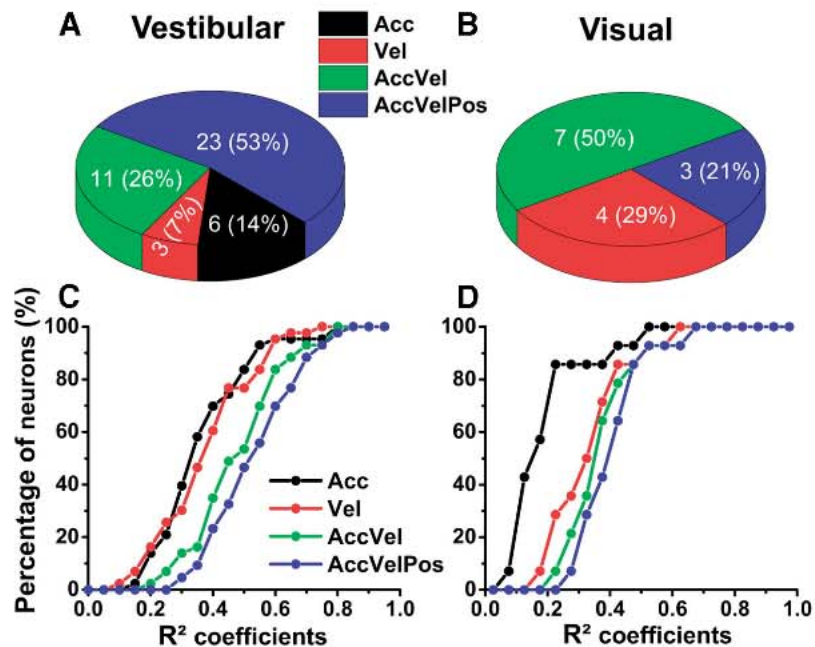 A Vestibular
Acc
Vel
AccVel
AccVelPos
B Visual
23 (53%)
11 (26%)
3 (7%)
6 (14%)
7 (50%)
3 (21%)
4 (29%)
C
Percentage of neurons (%)
100
80
60
40
20
0
0.0 0.2 0.4 0.6 0.8 1.0
R² coefficients
Acc
Vel
AccVel
AccVelPos
D
100
80
60
40
20
0
0.0 0.2 0.4 0.6 0.8 1.0
R² coefficients